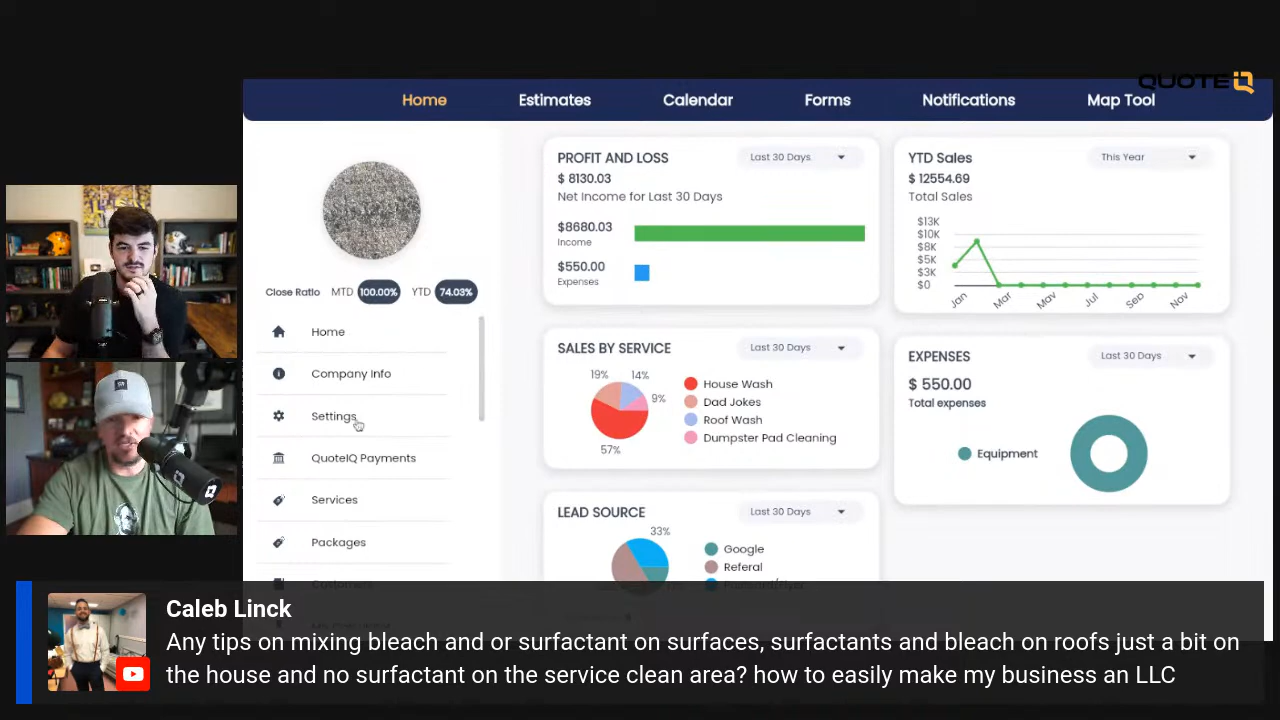 QUOTE IQ
Home Estimates Calendar Forms Notifications Map Tool
Close Ratio MTD 100.00% YTD 74.03%
Home
Company Info
Settings
QuoteIQ Payments
Services
Packages
Customers
PROFIT AND LOSS Last 30 Days
$ 8130.03
Net Income for Last 30 Days
$8680.03
Income
$550.00
Expenses
YTD Sales This Year
$ 12554.69
Total Sales
$13K
$10K
$8K
$5K
$3K
$0
Jan Mar May Jul Sep Nov
SALES BY SERVICE Last 30 Days
19% 14%
9%
57%
House Wash
Dad Jokes
Roof Wash
Dumpster Pad Cleaning
EXPENSES Last 30 Days
$ 550.00
Total expenses
Equipment
LEAD SOURCE Last 30 Days
33%
Google
Referal
Caleb Linck
Any tips on mixing bleach and or surfactant on surfaces, surfactants and bleach on roofs just a bit on
the house and no surfactant on the service clean area? how to easily make my business an LLC